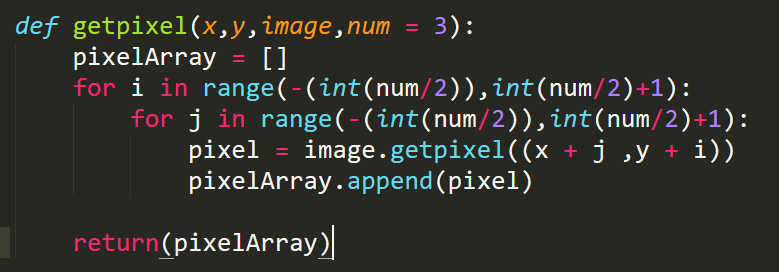 def getpixel(x,y,image,num = 3):
    pixelArray = []
    for i in range(-(int(num/2)),int(num/2)+1):
        for j in range(-(int(num/2)),int(num/2)+1):
            pixel = image.getpixel((x + j ,y + i))
            pixelArray.append(pixel)

    return(pixelArray)